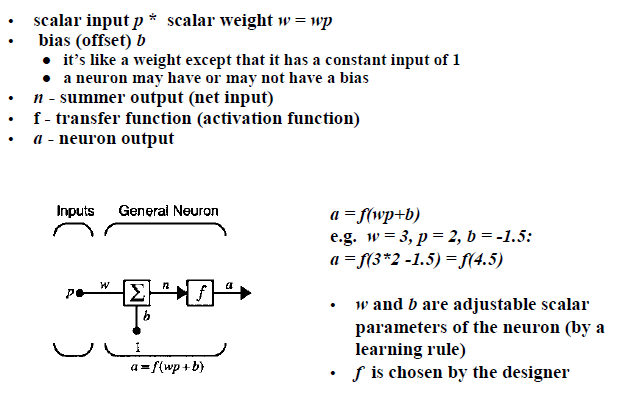 • scalar input p * scalar weight w = wp
• bias (offset) b
• it's like a weight except that it has a constant input of 1
• a neuron may have or may not have a bias
• n - summer output (net input)
• f - transfer function (activation function)
• a - neuron output
Inputs General Neuron
p w Σ n f a
b
1
a = f(wp + b)
a = f(wp+b)
e.g. w = 3, p = 2, b = -1.5:
a = f(3*2 -1.5) = f(4.5)
• w and b are adjustable scalar
parameters of the neuron (by a
learning rule)
• f is chosen by the designer